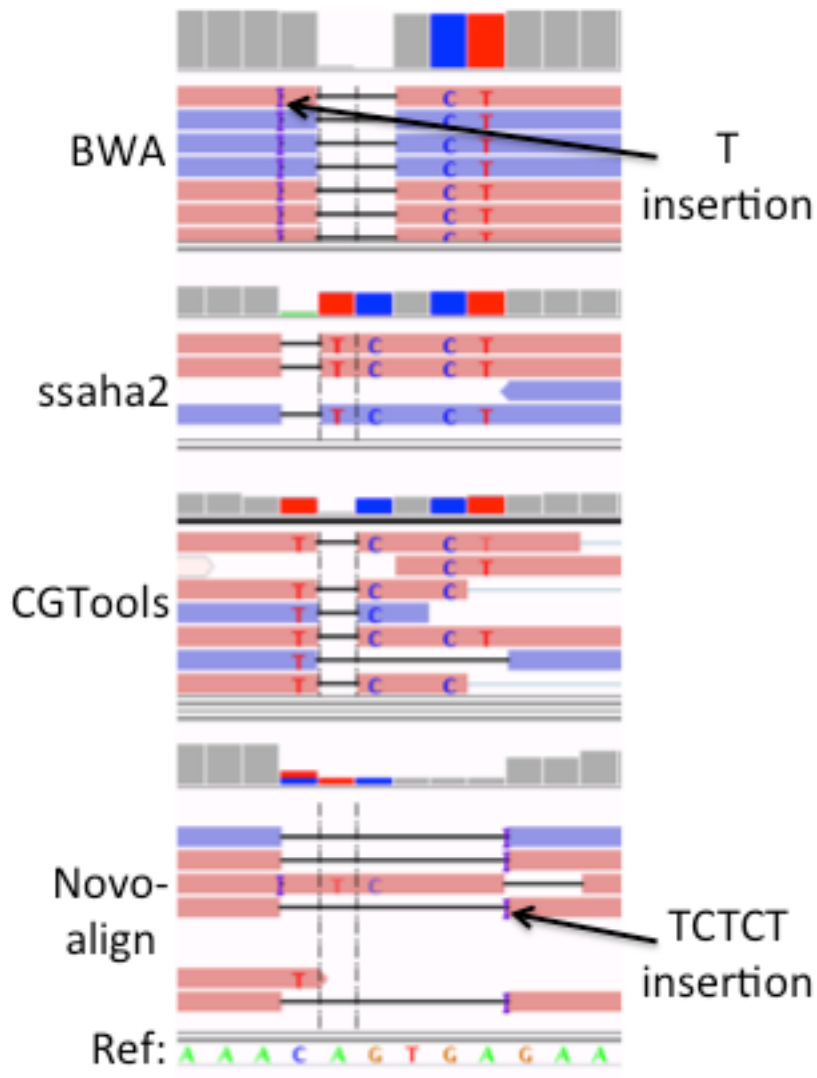 C T
C T
C T
BWA
T
insertion
C T
C T
C T
C T
T C C T
T C C T
ssaha2
T C C T
T C C T
C T
T C C
CGTools
T C
T C C T
T
T C C
Novo-
align
T C
TCTCT
insertion
T
Ref: A A A C A G T G A G A A